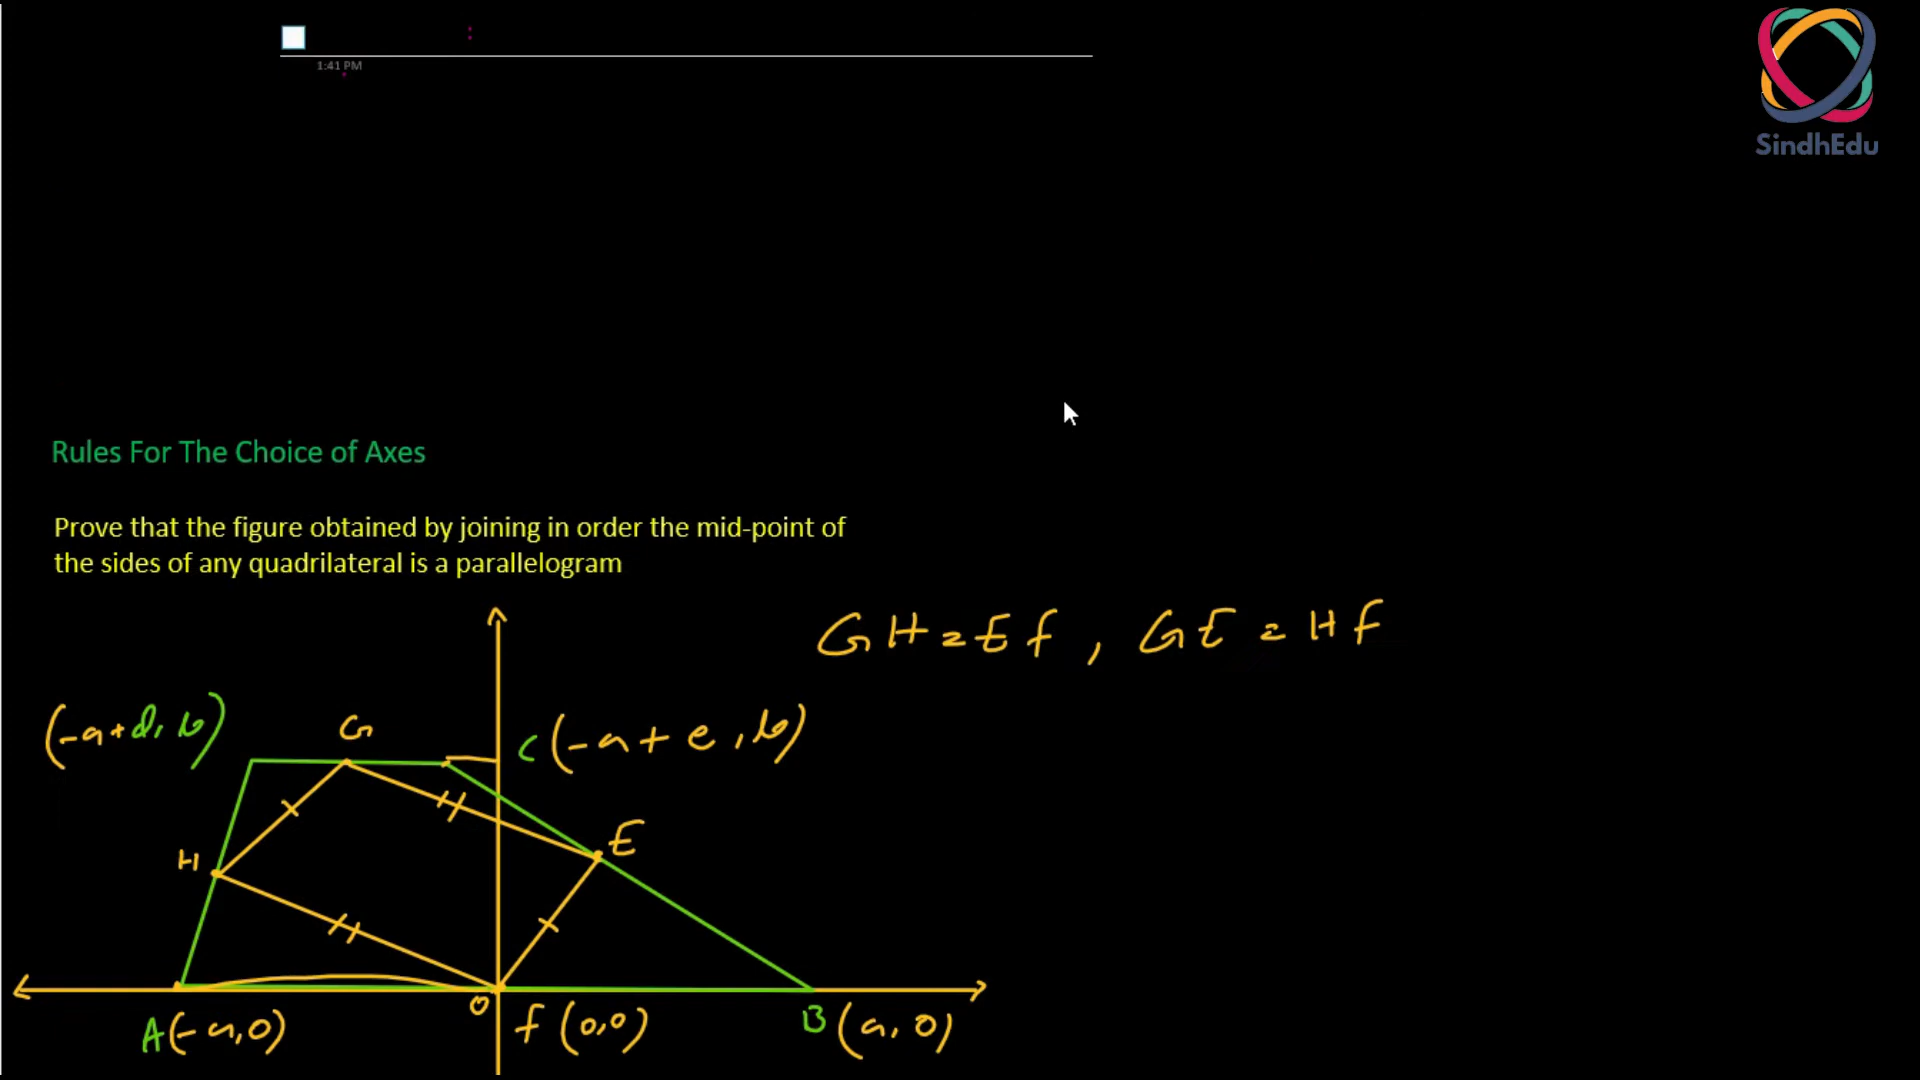 1:41 PM
SindhEdu
Rules For The Choice of Axes
Prove that the figure obtained by joining in order the mid-point of
the sides of any quadrilateral is a parallelogram
GH = EF, GE = HF
(-a+d, b)
G
C (-a+e, b)
H
E
O
A(-a,0)
F (0,0)
B (a, 0)